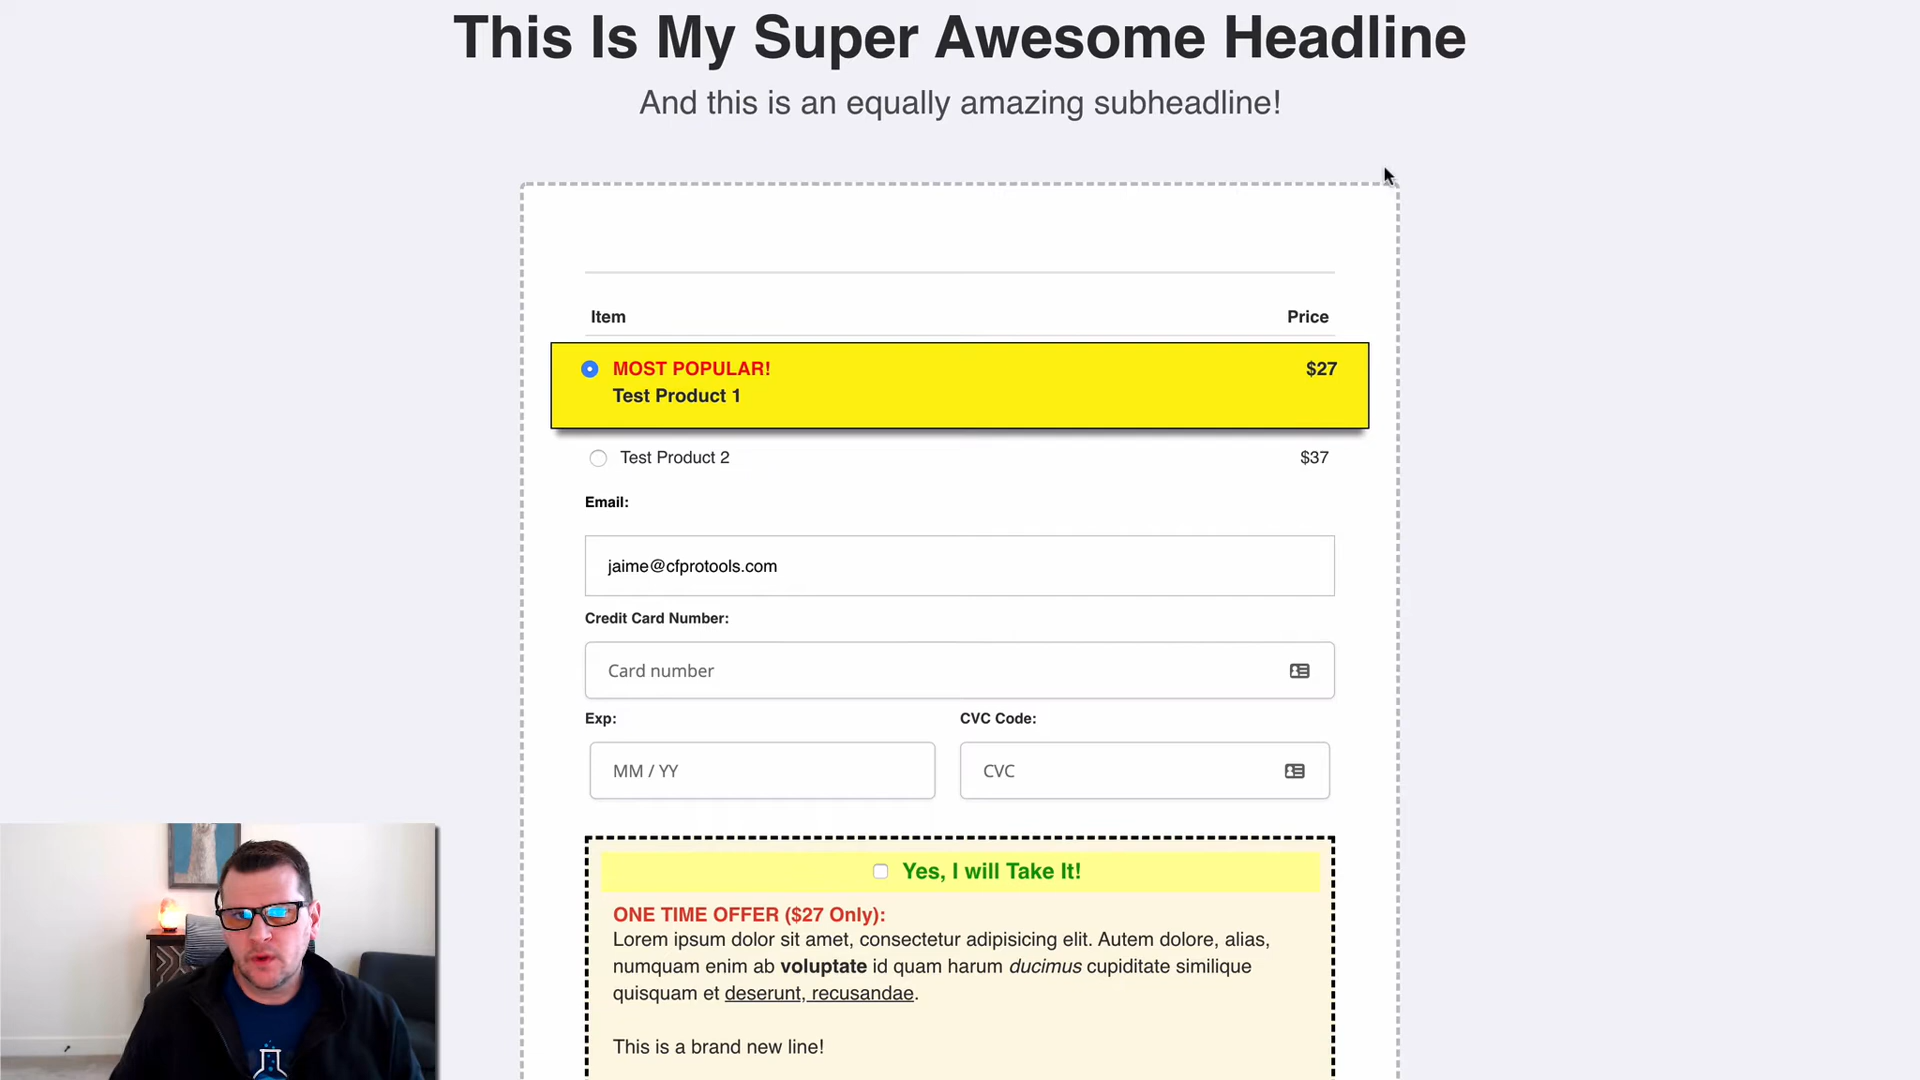 This Is My Super Awesome Headline
And this is an equally amazing subheadline!
Item Price
MOST POPULAR! $27
Test Product 1
Test Product 2 $37
Email:
jaime@cfprotools.com
Credit Card Number:
Card number
Exp: CVC Code:
MM / YY CVC
Yes, I will Take It!
ONE TIME OFFER ($27 Only):
Lorem ipsum dolor sit amet, consectetur adipisicing elit. Autem dolore, alias,
numquam enim ab voluptate id quam harum ducimus cupiditate similique
quisquam et deserunt, recusandae.
This is a brand new line!